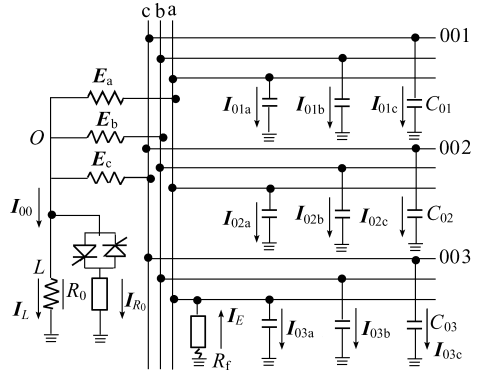 c b a
001
E_a
I_01a I_01b I_01c C_01
E_b
O
E_c
002
I_00
I_02a I_02b I_02c C_02
003
L
R_0
I_L
I_R0
I_E
I_03a I_03b C_03
I_03c
R_f